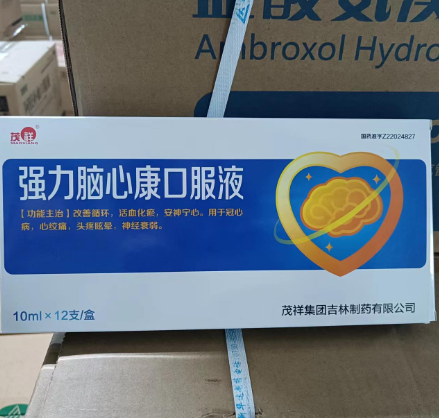 Ambroxol Hydro
茂祥
国药准字Z22024827
强力脑心康口服液
【功能主治】改善循环，活血化瘀，安神宁心。用于冠心
病，心绞痛，头疼眩晕，神经衰弱。
10ml×12支/盒
茂祥集团吉林制药有限公司